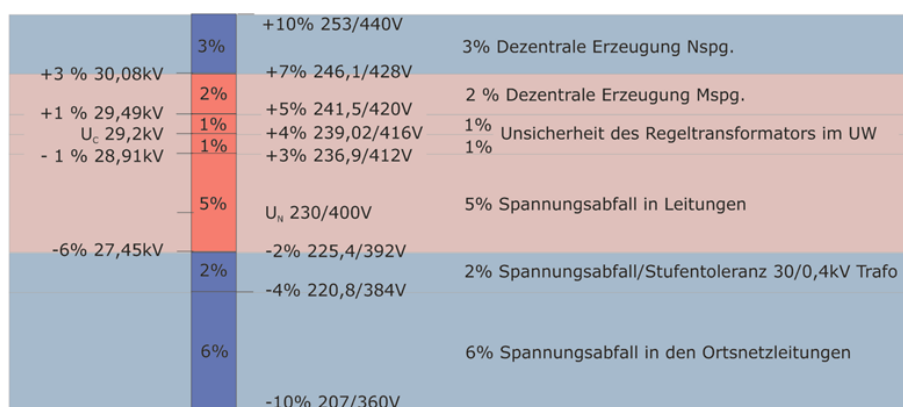 +10% 253/440V
3%
3% Dezentrale Erzeugung Nspg.
+3 % 30,08kV
+7% 246,1/428V
2%
2 % Dezentrale Erzeugung Mspg.
+1 % 29,49kV
+5% 241,5/420V
1%
1%
U_C 29,2kV
+4% 239,02/416V
Unsicherheit des Regeltransformators im UW
1%
1%
- 1 % 28,91kV
+3% 236,9/412V
5%
U_N 230/400V
5% Spannungsabfall in Leitungen
-6% 27,45kV
-2% 225,4/392V
2%
2% Spannungsabfall/Stufentoleranz 30/0,4kV Trafo
-4% 220,8/384V
6%
6% Spannungsabfall in den Ortsnetzleitungen
-10% 207/360V